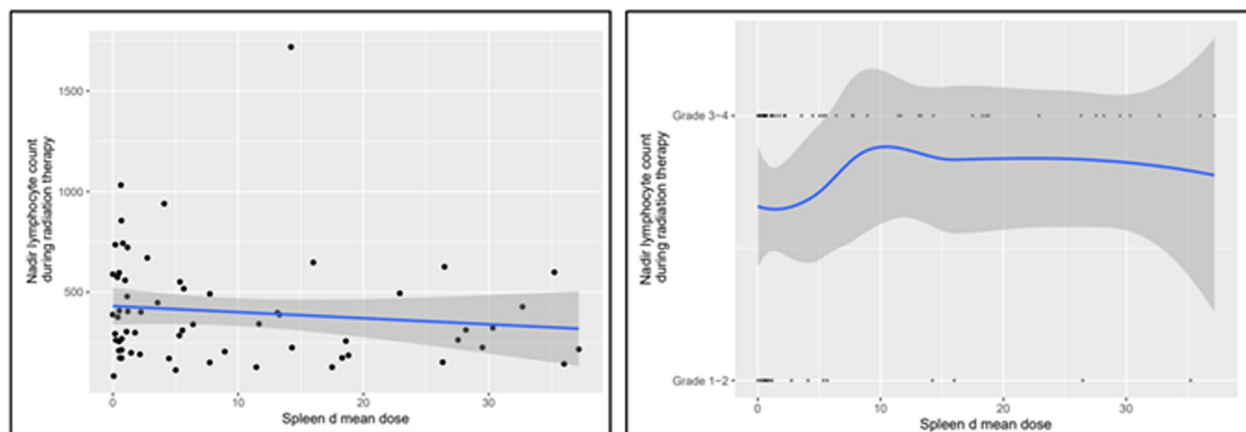 Nadir lymphocyte count
during radiation therapy
1500
1000
500
0
10
20
30
Spleen d mean dose
Nadir lymphocyte count
during radiation therapy
Grade 3-4
Grade 1-2
0
10
20
30
Spleen d mean dose